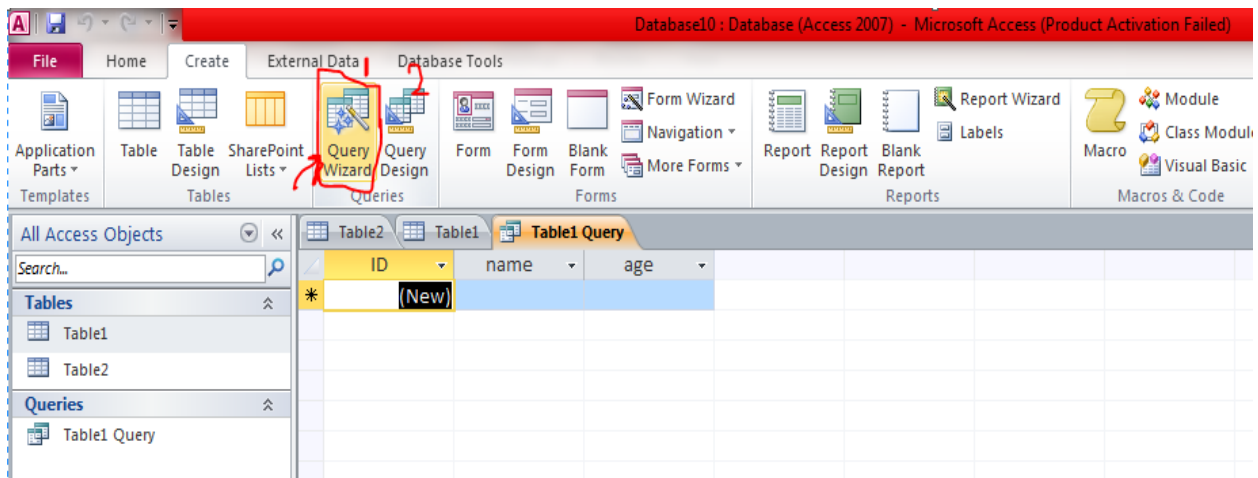 A
Database10 : Database (Access 2007) - Microsoft Access (Product Activation Failed)
File Home Create External Data Database Tools
1 2
Application Parts
Table
Table Design
SharePoint Lists
Templates
Tables
Query Wizard
Query Design
Queries
Form
Form Design
Blank Form
Form Wizard
Navigation
More Forms
Forms
Report
Report Design
Blank Report
Report Wizard
Labels
Reports
Macro
Module
Class Module
Visual Basic
Macros & Code
All Access Objects
Search...
Tables
Table1
Table2
Queries
Table1 Query
Table2 Table1 Table1 Query
ID name age
* (New)